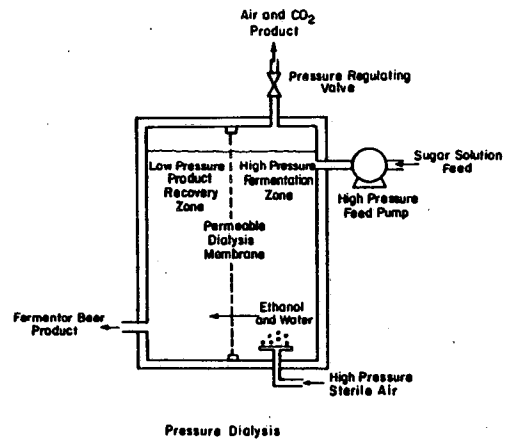 Air and CO2
Product
Pressure Regulating
Valve
Low Pressure
Product
Recovery
Zone
High Pressure
Fermentation
Zone
Sugar Solution
Feed
High Pressure
Feed Pump
Permeable
Dialysis
Membrane
Ethanol
and Water
Fermentor Beer
Product
High Pressure
Sterile Air
Pressure Dialysis